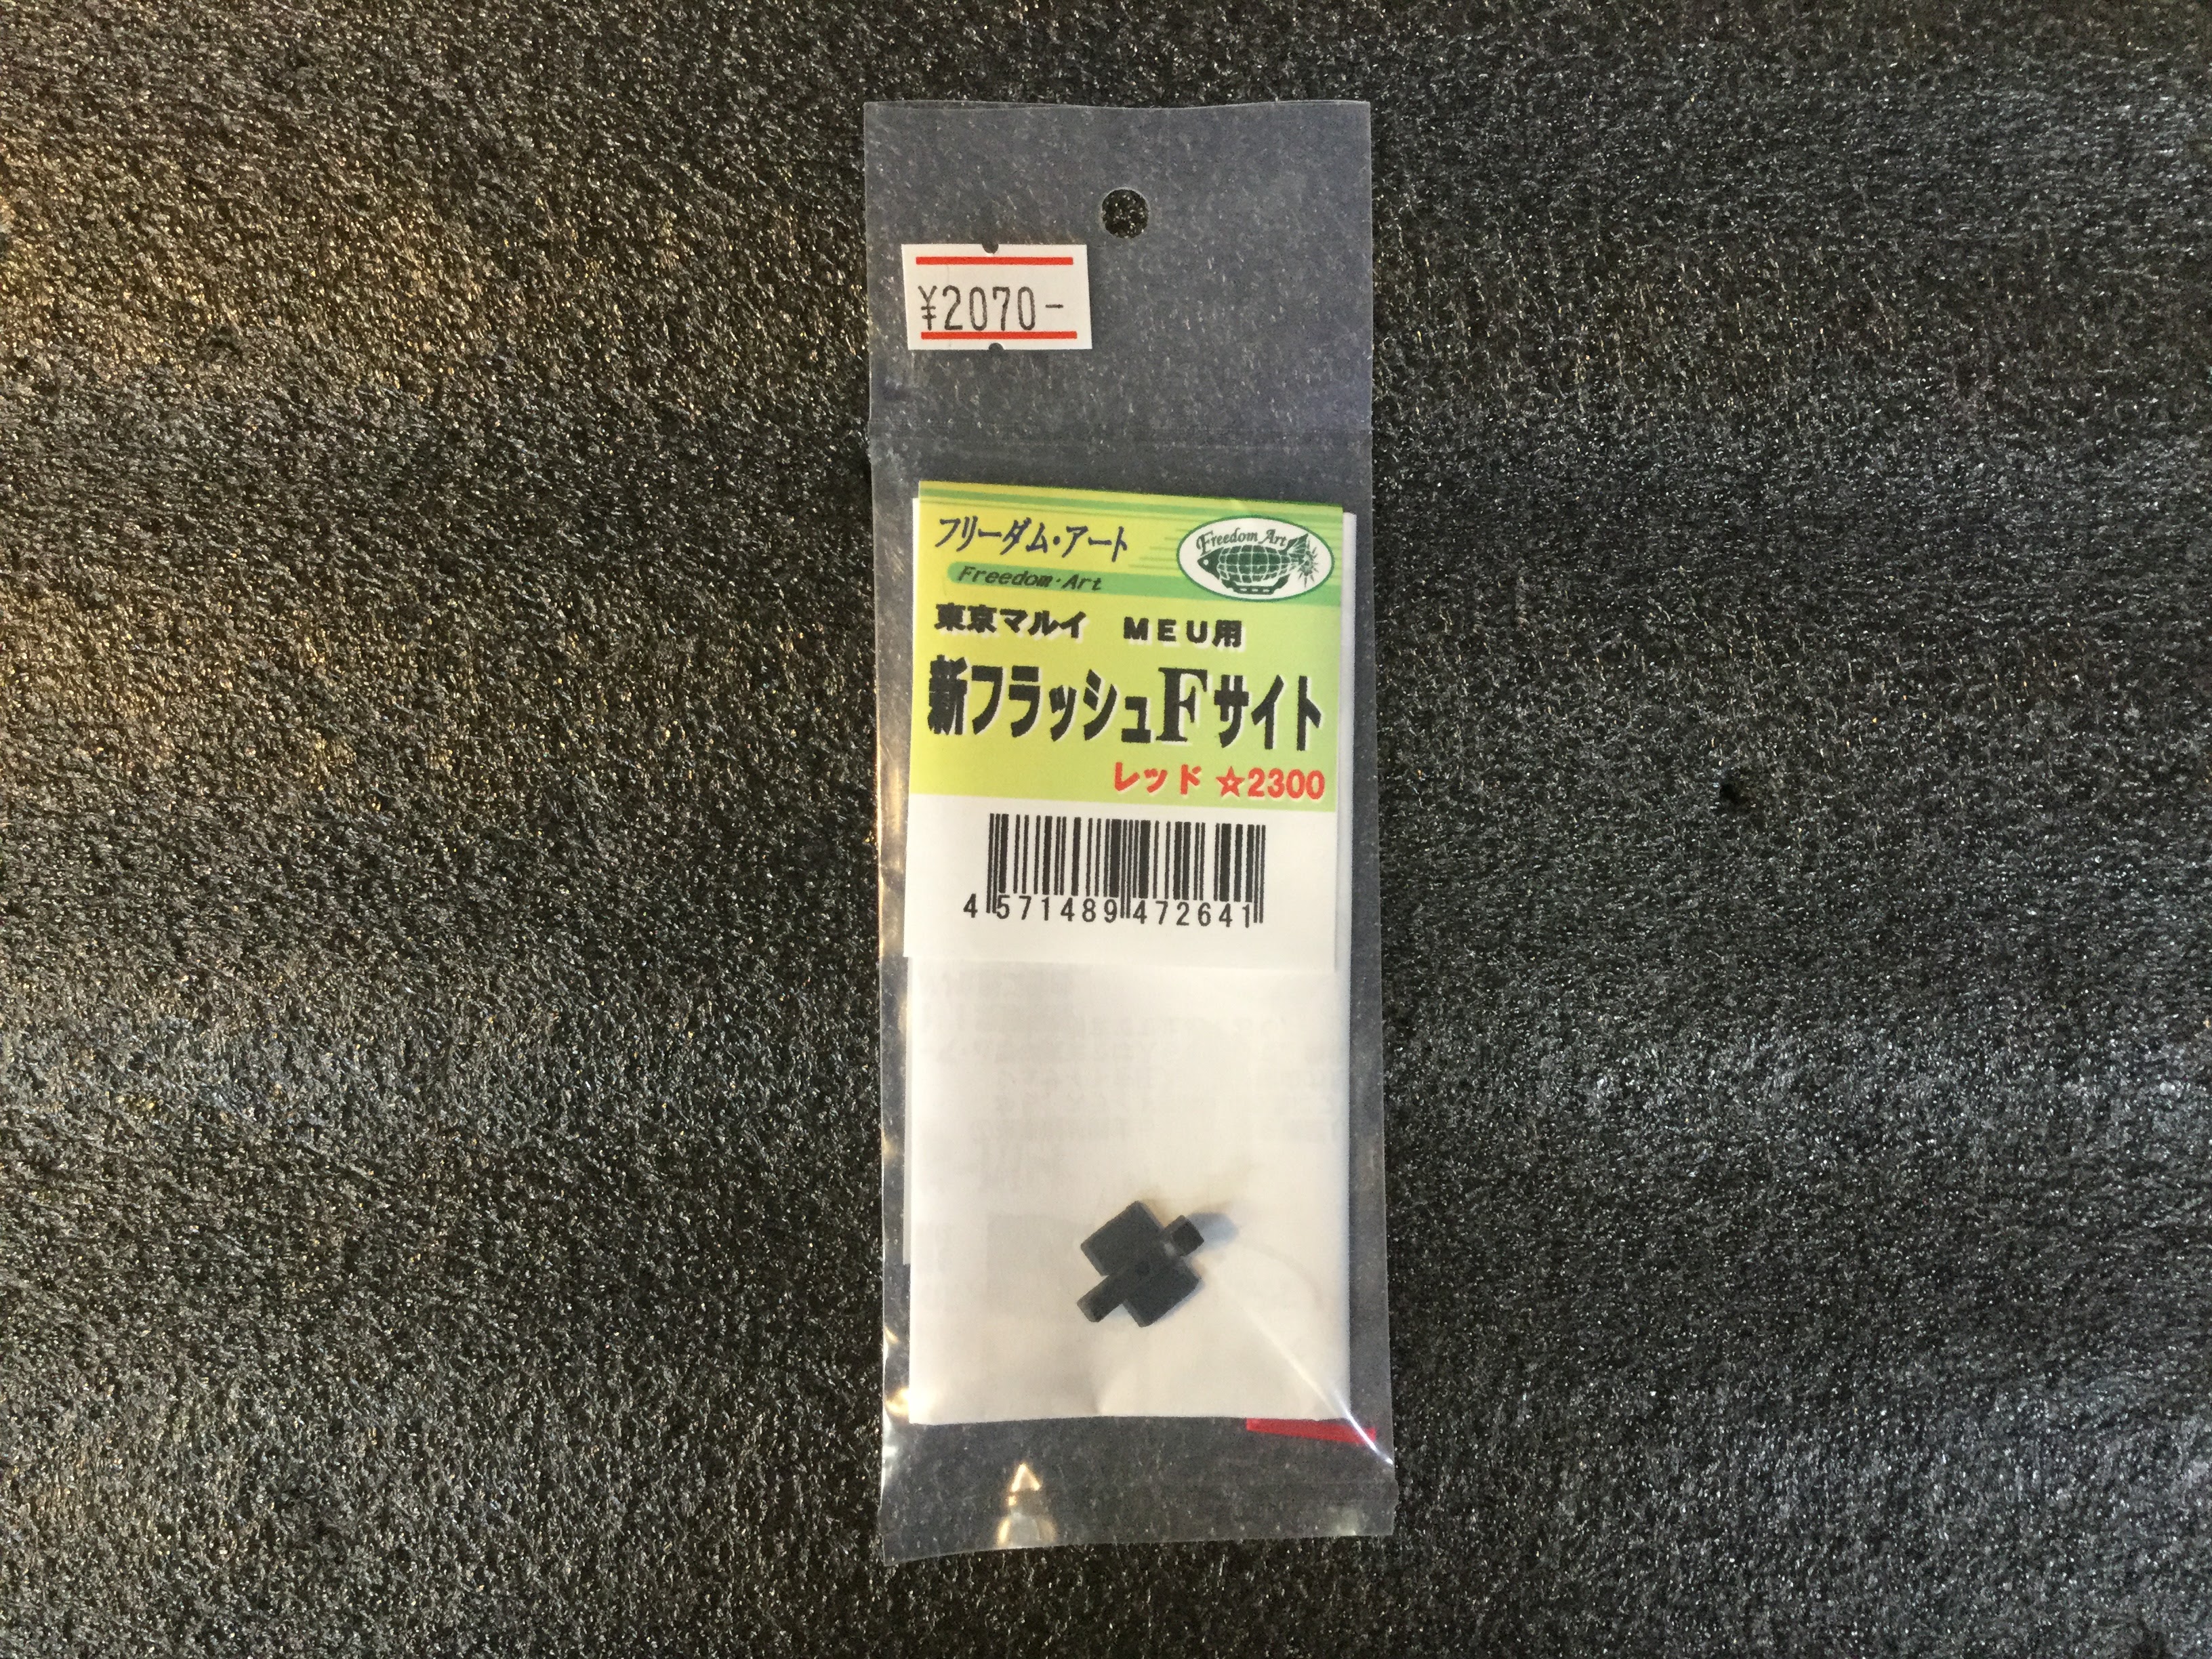 ¥2070-
フリーダム・アート
Freedom Art
Freedom・Art
東京マルイ MEU用
新フラッシュFサイト
レッド ☆2300
4 571489 472641